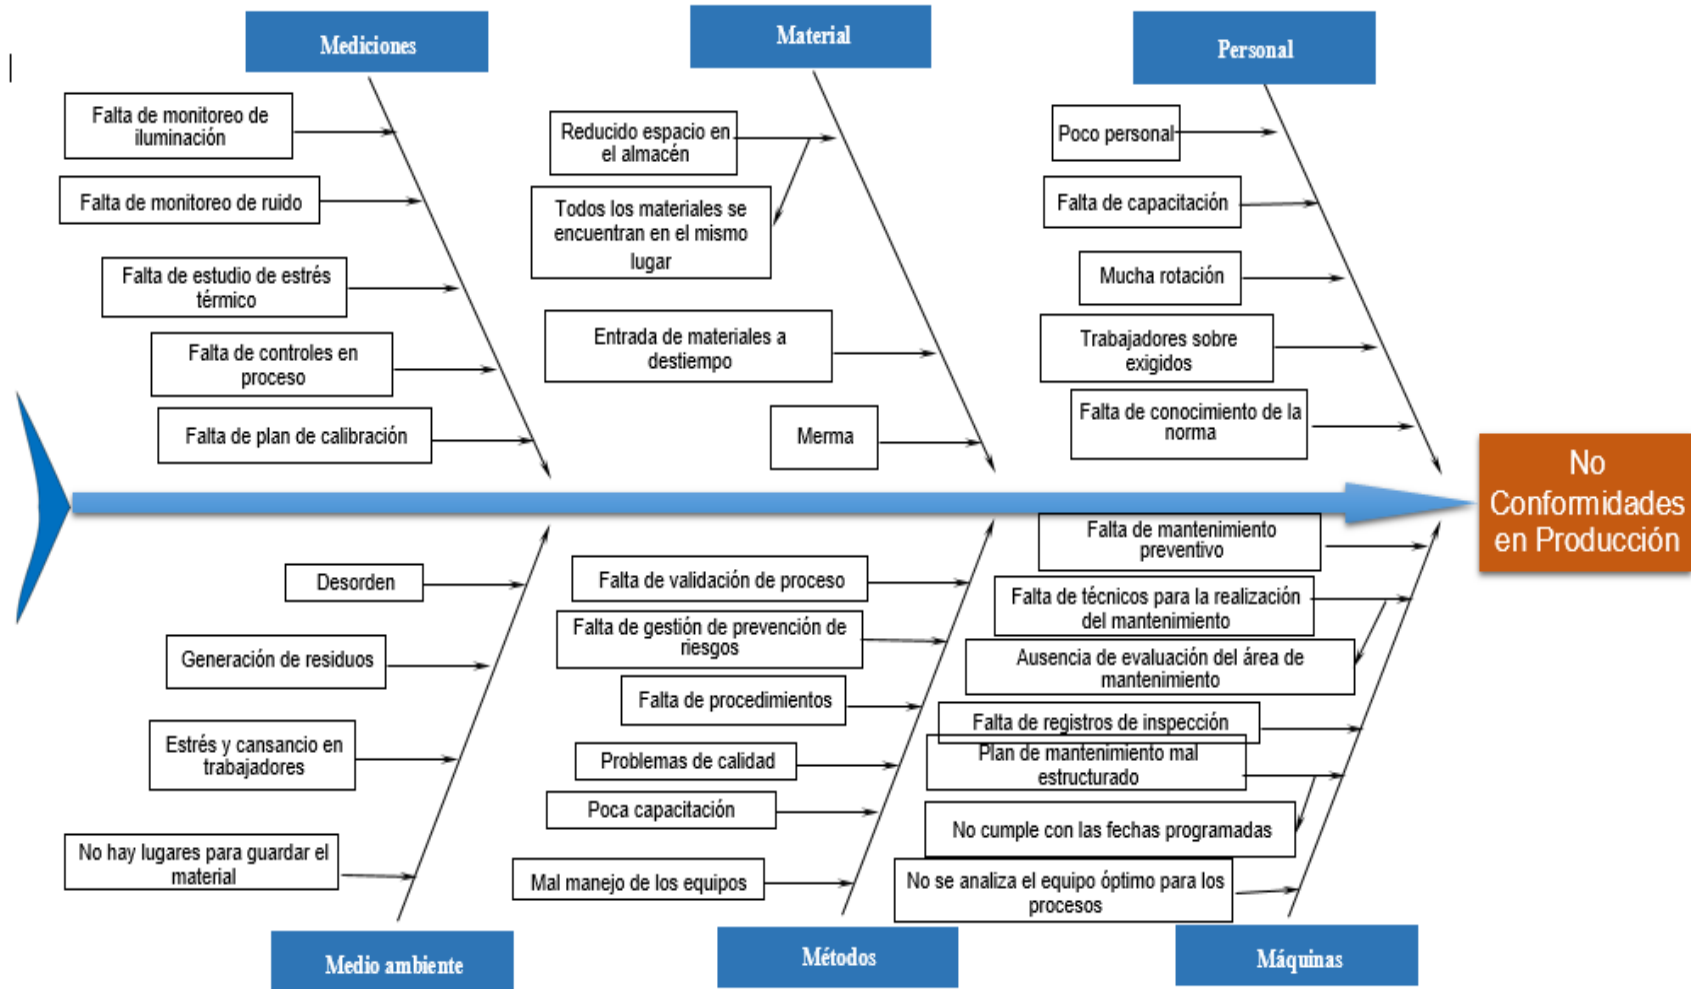 Mediciones
Material
Personal
Falta de monitoreo de
iluminación
Falta de monitoreo de ruido
Falta de estudio de estrés
térmico
Falta de controles en
proceso
Falta de plan de calibración
Reducido espacio en
el almacén
Todos los materiales se
encuentran en el mismo
lugar
Entrada de materiales a
destiempo
Merma
Poco personal
Falta de capacitación
Mucha rotación
Trabajadores sobre
exigidos
Falta de conocimiento de la
norma
No
Conformidades
en Producción
Desorden
Generación de residuos
Estrés y cansancio en
trabajadores
No hay lugares para guardar el
material
Falta de validación de proceso
Falta de gestión de prevención de
riesgos
Falta de procedimientos
Problemas de calidad
Poca capacitación
Mal manejo de los equipos
Falta de mantenimiento
preventivo
Falta de técnicos para la realización
del mantenimiento
Ausencia de evaluación del área de
mantenimiento
Falta de registros de inspección
Plan de mantenimiento mal
estructurado
No cumple con las fechas programadas
No se analiza el equipo óptimo para los
procesos
Medio ambiente
Métodos
Máquinas